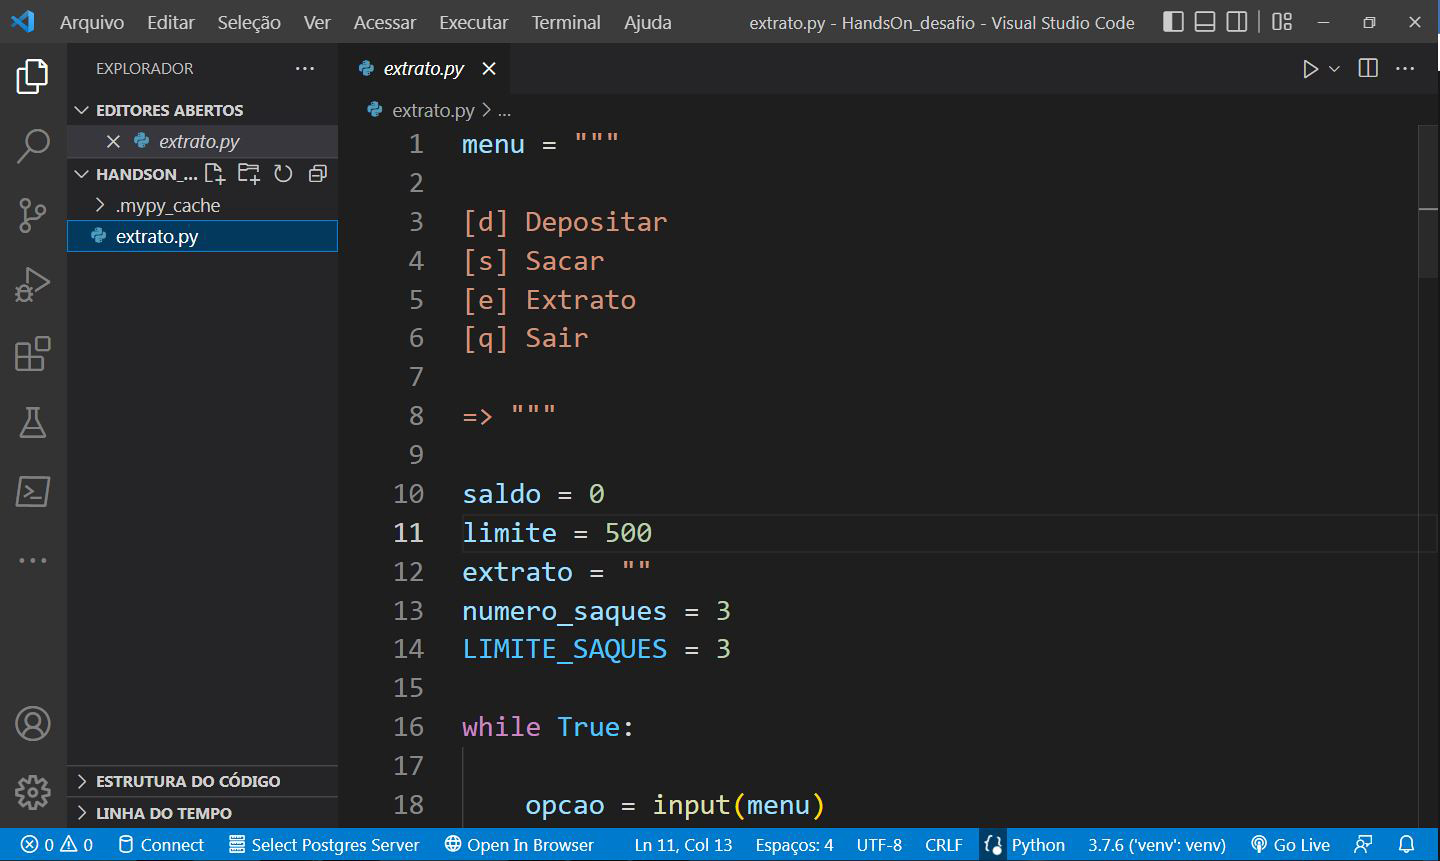 Arquivo Editar Seleção Ver Acessar Executar Terminal Ajuda extrato.py - HandsOn_desafio - Visual Studio Code
EXPLORADOR ···
EDITORES ABERTOS
extrato.py
HANDSON_...
.mypy_cache
extrato.py
ESTRUTURA DO CÓDIGO
LINHA DO TEMPO
extrato.py
extrato.py > ...
1 menu = """
2
3 [d] Depositar
4 [s] Sacar
5 [e] Extrato
6 [q] Sair
7
8 => """
9
10 saldo = 0
11 limite = 500
12 extrato = ""
13 numero_saques = 3
14 LIMITE_SAQUES = 3
15
16 while True:
17
18 opcao = input(menu)
0 0 Connect Select Postgres Server Open In Browser Ln 11, Col 13 Espaços: 4 UTF-8 CRLF Python 3.7.6 ('venv': venv) Go Live